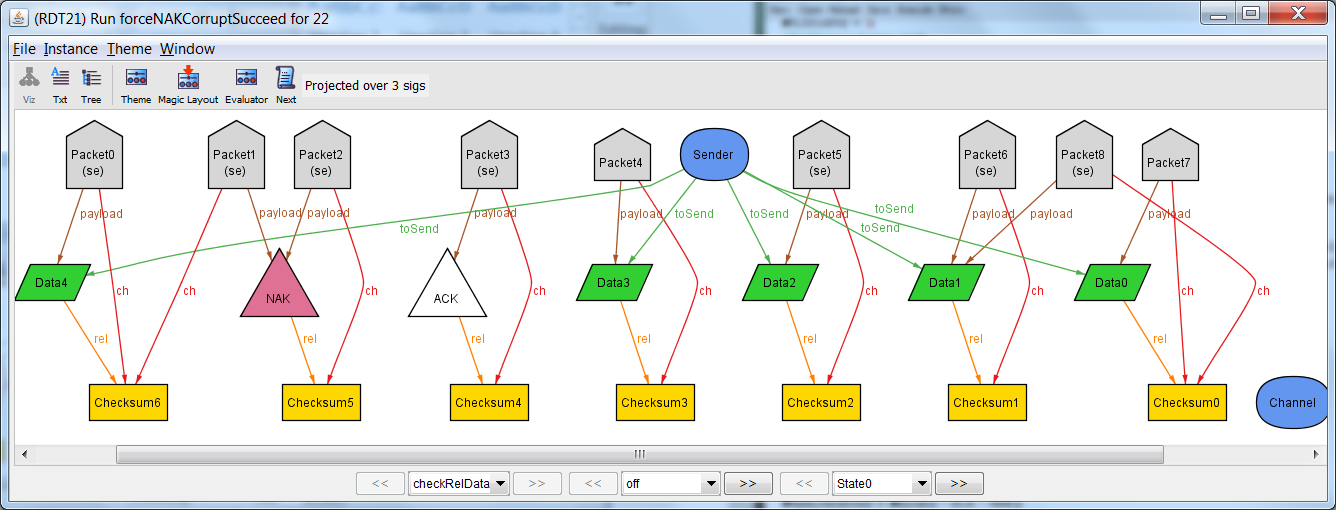 (RDT21) Run forceNAKCorruptSucceed for 22
File Instance Theme Window
Viz Txt Tree Theme Magic Layout Evaluator Next Projected over 3 sigs
Packet0 (se)
Packet1 (se)
Packet2 (se)
Packet3 (se)
Packet4
Sender
Packet5 (se)
Packet6 (se)
Packet8 (se)
Packet7
payload payload payload payload payload toSend toSend payload payload payload toSend payload
toSend toSend
Data4 ch NAK ch ACK ch Data3 ch Data2 ch Data1 ch Data0 ch ch
rel rel rel rel rel rel rel
Checksum6 Checksum5 Checksum4 Checksum3 Checksum2 Checksum1 Checksum0 Channel
<< checkRelData >> << off >> << State0 >>